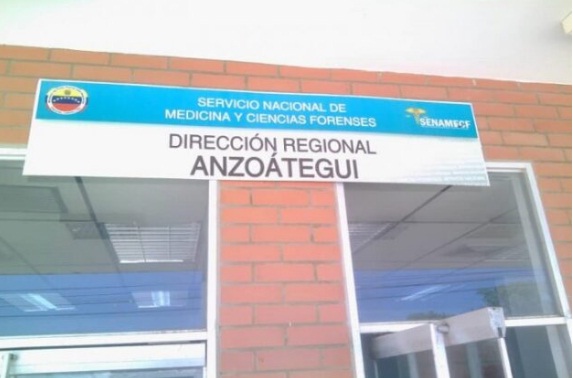 SERVICIO NACIONAL DE
MEDICINA Y CIENCIAS FORENSES
SENAMECF
DIRECCIÓN REGIONAL
ANZOÁTEGUI